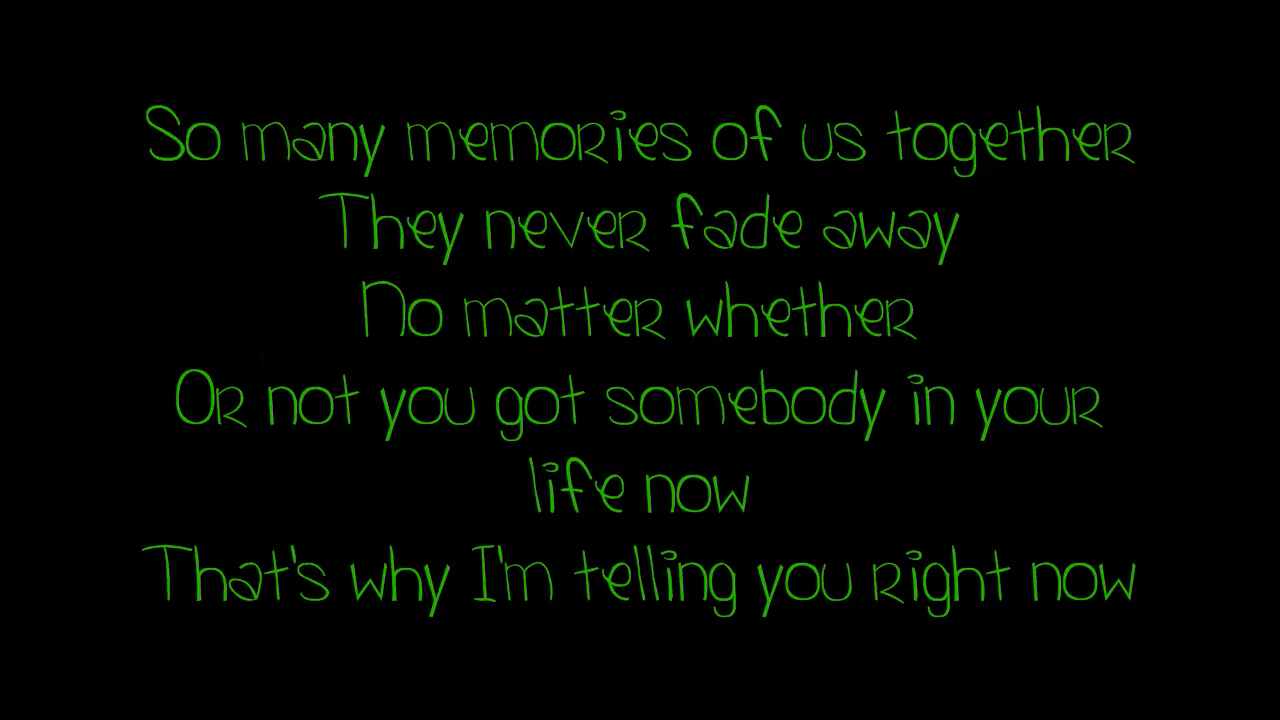 So many memories of us together
They never fade away
No matter whether
Or not you got somebody in your
life now
That's why I'm telling you right now